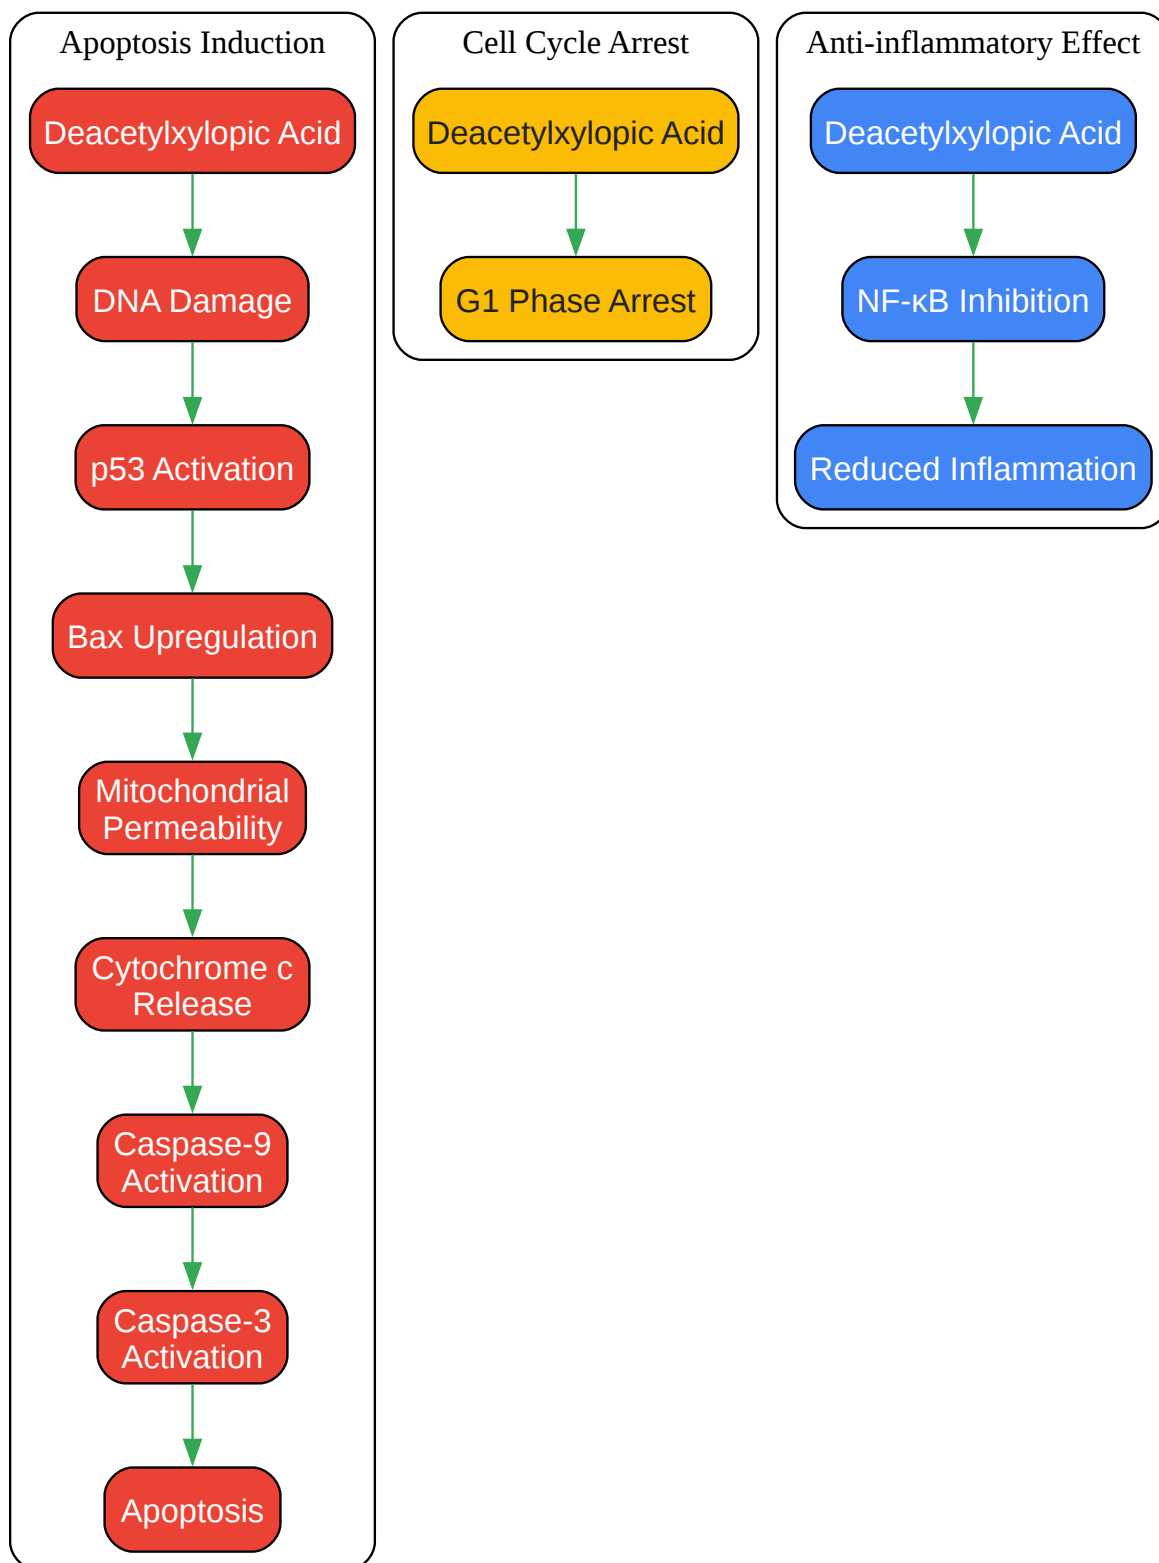 Apoptosis Induction
Deacetylxylopic Acid
DNA Damage
p53 Activation
Bax Upregulation
Mitochondrial
Permeability
Cytochrome c
Release
Caspase-9
Activation
Caspase-3
Activation
Apoptosis
Cell Cycle Arrest
Deacetylxylopic Acid
G1 Phase Arrest
Anti-inflammatory Effect
Deacetylxylopic Acid
NF-κB Inhibition
Reduced Inflammation